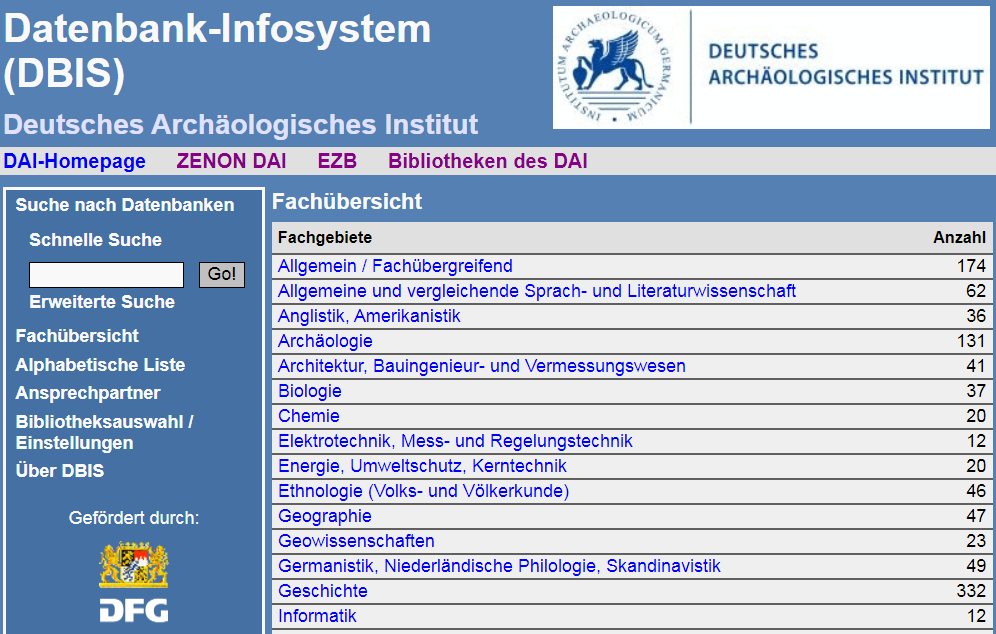 Datenbank-Infosystem
(DBIS)
Deutsches Archäologisches Institut
INSTITUTUM ARCHAEOLOGICUM GERMANICUM
DEUTSCHES
ARCHÄOLOGISCHES INSTITUT
DAI-Homepage ZENON DAI EZB Bibliotheken des DAI
Suche nach Datenbanken
Schnelle Suche
Go!
Erweiterte Suche
Fachübersicht
Alphabetische Liste
Ansprechpartner
Bibliotheksauswahl /
Einstellungen
Über DBIS
Gefördert durch:
DFG
Fachübersicht
Fachgebiete Anzahl
Allgemein / Fachübergreifend 174
Allgemeine und vergleichende Sprach- und Literaturwissenschaft 62
Anglistik, Amerikanistik 36
Archäologie 131
Architektur, Bauingenieur- und Vermessungswesen 41
Biologie 37
Chemie 20
Elektrotechnik, Mess- und Regelungstechnik 12
Energie, Umweltschutz, Kerntechnik 20
Ethnologie (Volks- und Völkerkunde) 46
Geographie 47
Geowissenschaften 23
Germanistik, Niederländische Philologie, Skandinavistik 49
Geschichte 332
Informatik 12